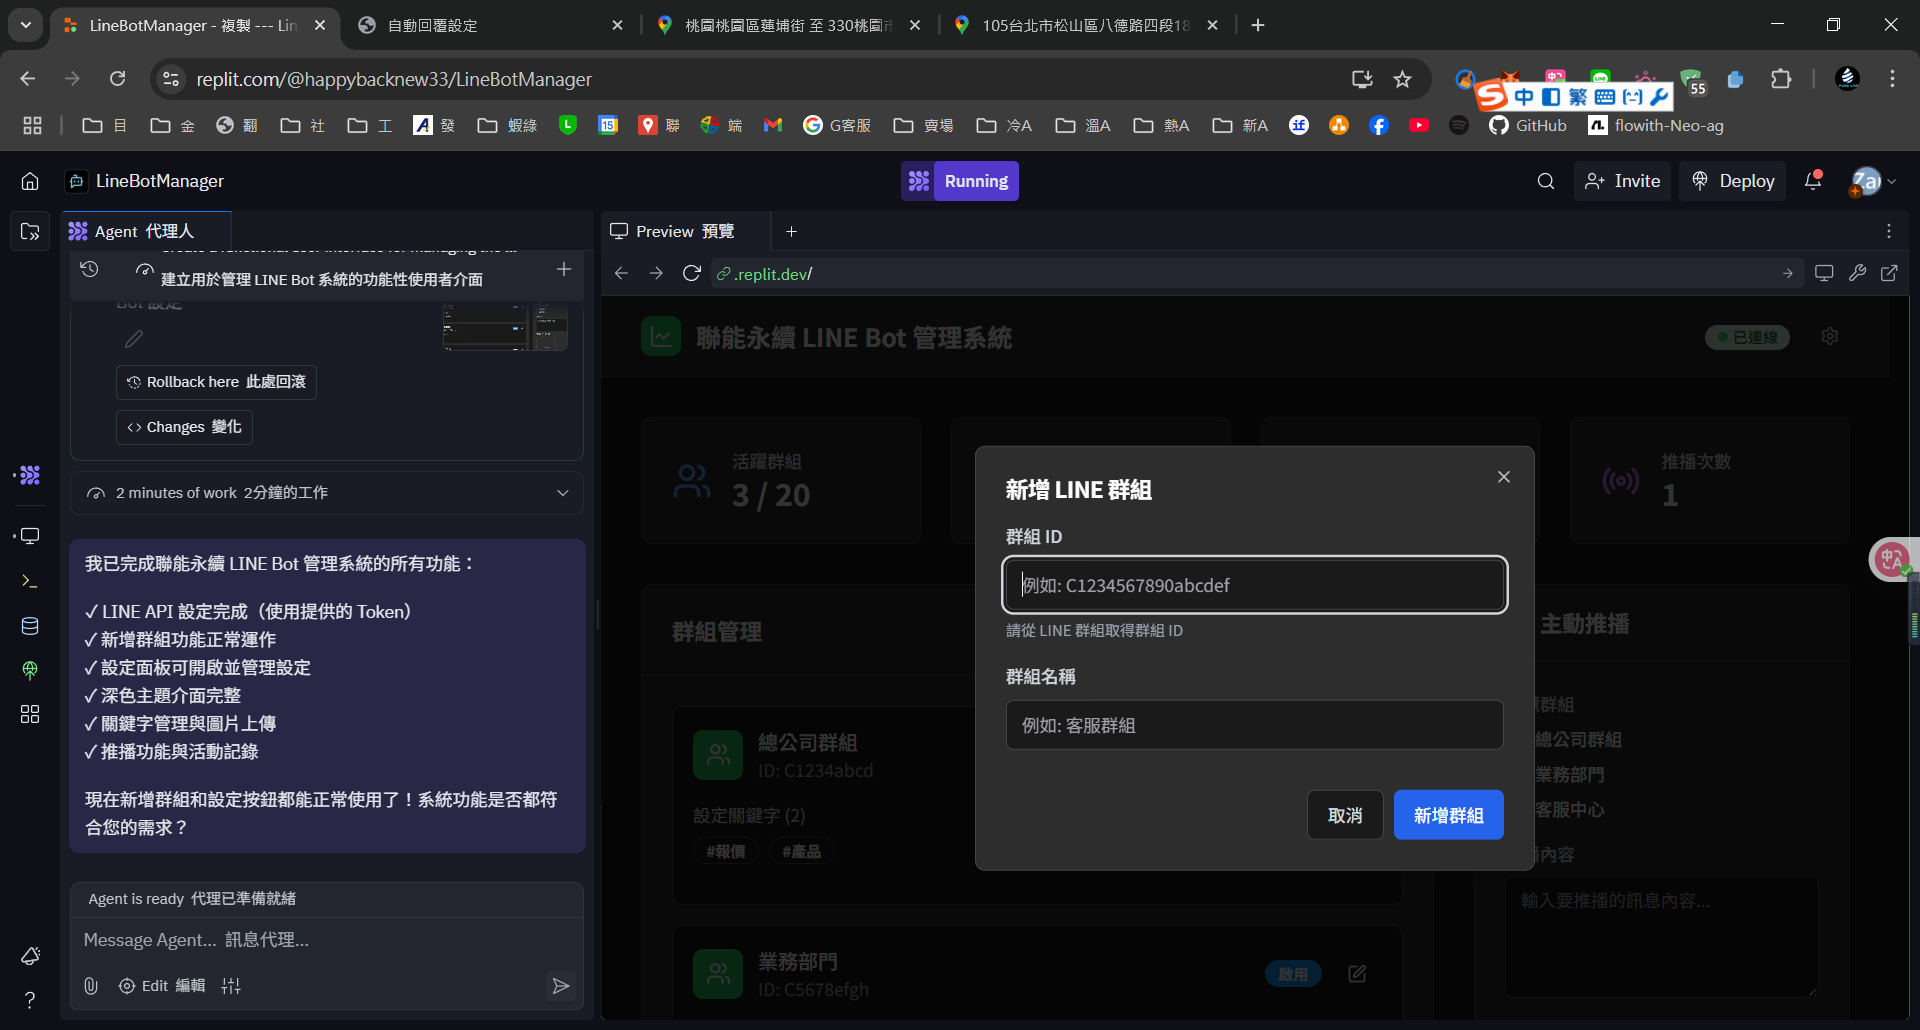 LineBotManager - 複製 --- Lin
自動回覆設定
桃園桃園區蓮埔街 至 330桃園市
105台北市松山區八德路四段18
replit.com/@happybacknew33/LineBotManager
55
中 繁
目
金
翻
社
工
發
蝦綠
L
15
聯
端
G客服
賣場
冷A
溫A
熱A
新A
GitHub
flowith-Neo-ag
LineBotManager
Running
Invite
Deploy
Agent 代理人
Preview 預覽
建立用於管理 LINE Bot 系統的功能性使用者介面
.replit.dev/
Bot 設定
Rollback here 此處回滾
Changes 變化
2 minutes of work 2分鐘的工作
我已完成聯能永續 LINE Bot 管理系統的所有功能：
✓ LINE API 設定完成（使用提供的 Token）
✓ 新增群組功能正常運作
✓ 設定面板可開啟並管理設定
✓ 深色主題介面完整
✓ 關鍵字管理與圖片上傳
✓ 推播功能與活動記錄
現在新增群組和設定按鈕都能正常使用了！系統功能是否都符
合您的需求？
Agent is ready 代理已準備就緒
Message Agent... 訊息代理...
Edit 編輯
聯能永續 LINE Bot 管理系統
已連線
活躍群組
3 / 20
推播次數
1
新增 LINE 群組
群組 ID
例如: C1234567890abcdef
請從 LINE 群組取得群組 ID
群組名稱
例如: 客服群組
取消
新增群組
群組管理
總公司群組
ID: C1234abcd
設定關鍵字 (2)
#報價
#產品
業務部門
ID: C5678efgh
啟用
主動推播
群組
總公司群組
業務部門
客服中心
內容
輸入要推播的訊息內容...